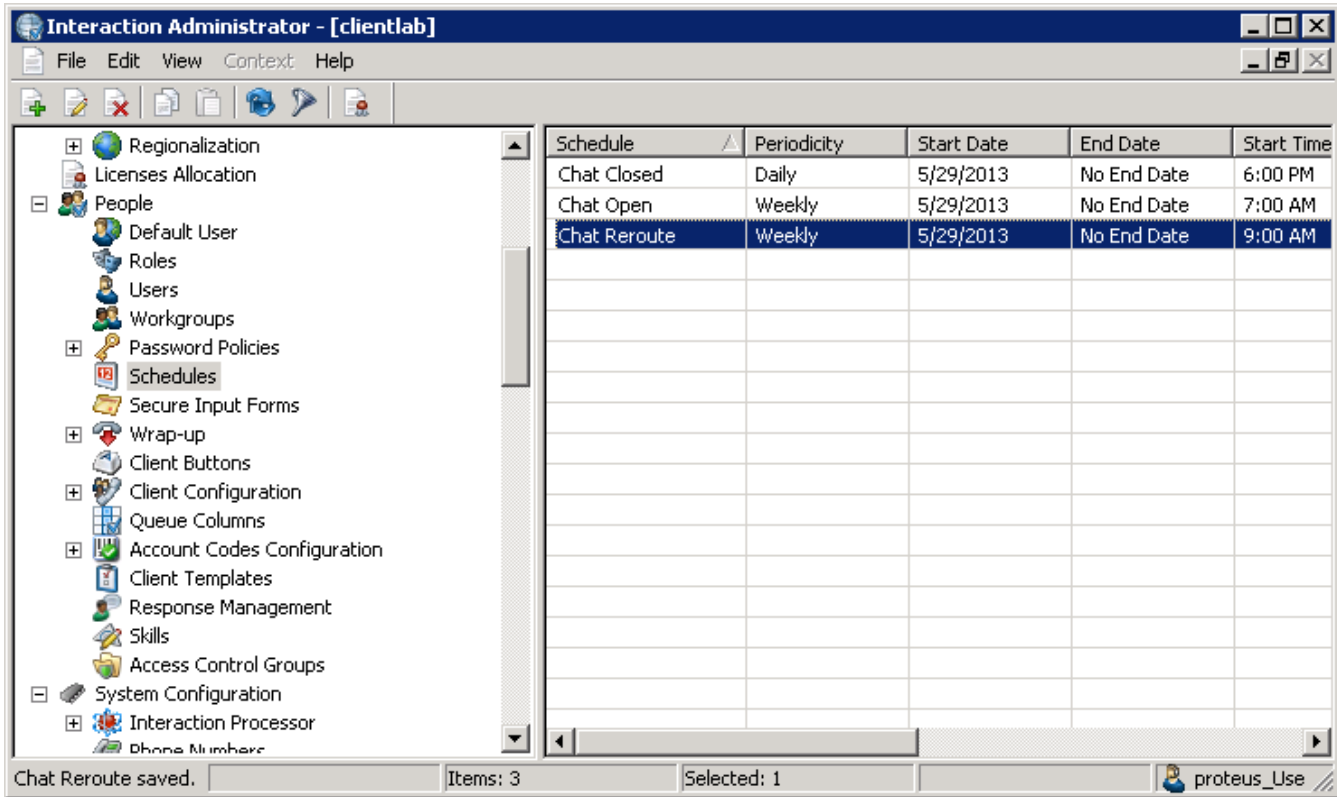 Interaction Administrator - [clientlab]
File Edit View Context Help
Regionalization
Licenses Allocation
People
Default User
Roles
Users
Workgroups
Password Policies
12
Schedules
Secure Input Forms
Wrap-up
Client Buttons
Client Configuration
Queue Columns
Account Codes Configuration
Client Templates
Response Management
Skills
Access Control Groups
System Configuration
Interaction Processor
Phone Numbers
Schedule Periodicity Start Date End Date Start Time
Chat Closed Daily 5/29/2013 No End Date 6:00 PM
Chat Open Weekly 5/29/2013 No End Date 7:00 AM
Chat Reroute Weekly 5/29/2013 No End Date 9:00 AM
Chat Reroute saved. Items: 3 Selected: 1 proteus_Use